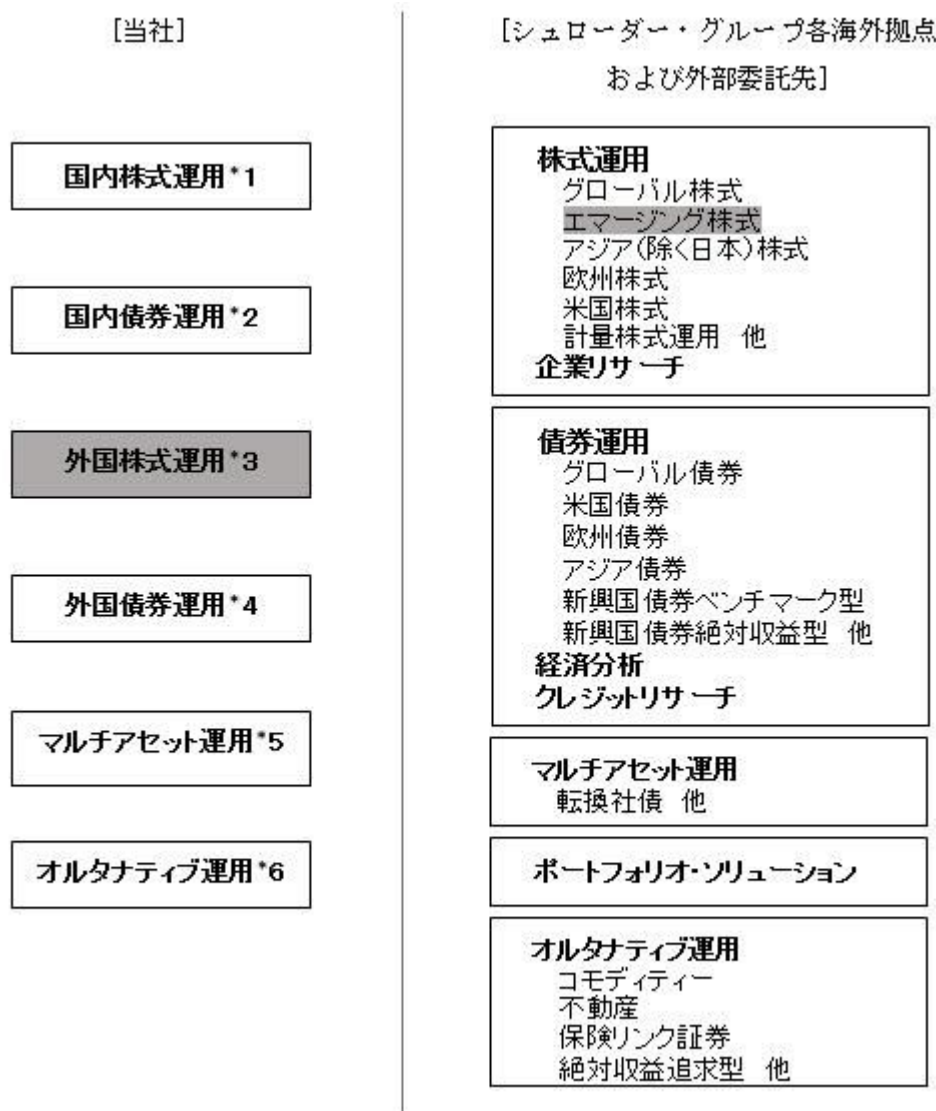 [当社]
国内株式運用*1
国内債券運用*2
外国株式運用*3
外国債券運用*4
マルチアセット運用*5
オルタナティブ運用*6
[シュローダー・グループ各海外拠点
および外部委託先]
株式運用
グローバル株式
エマージング株式
アジア(除く日本)株式
欧州株式
米国株式
計量株式運用 他
企業リサーチ
債券運用
グローバル債券
米国債券
欧州債券
アジア債券
新興国債券ベンチマーク型
新興国債券絶対収益型 他
経済分析
クレジットリサーチ
マルチアセット運用
転換社債 他
ポートフォリオ・ソリューション
オルタナティブ運用
コモディティー
不動産
保険リンク証券
絶対収益追求型 他